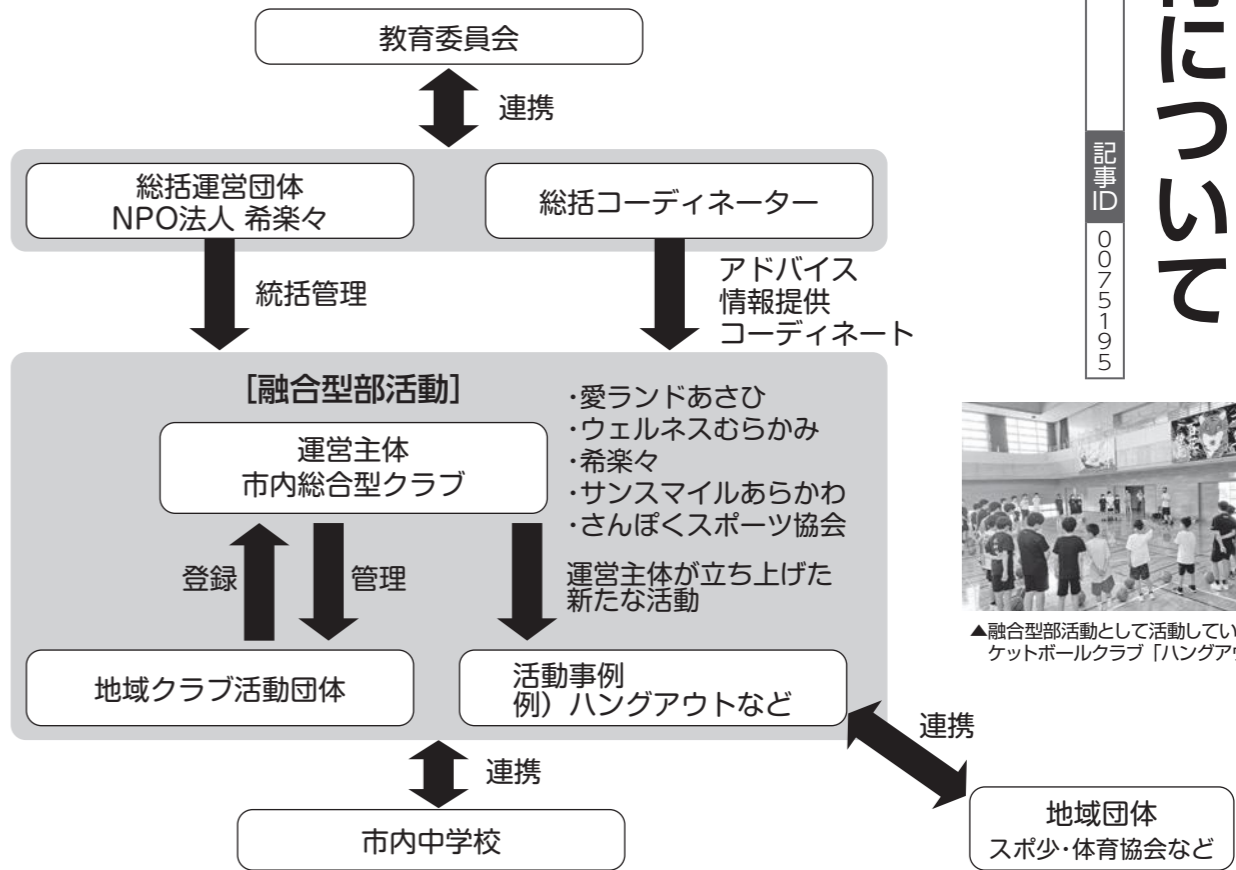 について
記事ID
0075195
教育委員会
連携
総括運営団体
NPO法人 希楽々
総括コーディネーター
統括管理
アドバイス
情報提供
コーディネート
[融合型部活動]
運営主体
市内総合型クラブ
・愛ランドあさひ
・ウェルネスむらかみ
・希楽々
・サンスマイルあらかわ
・さんぽくスポーツ協会
登録
管理
運営主体が立ち上げた
新たな活動
地域クラブ活動団体
活動事例
例）ハングアウトなど
連携
市内中学校
連携
地域団体
スポ少・体育協会など
▲融合型部活動として活動してい
ケットボールクラブ「ハングア